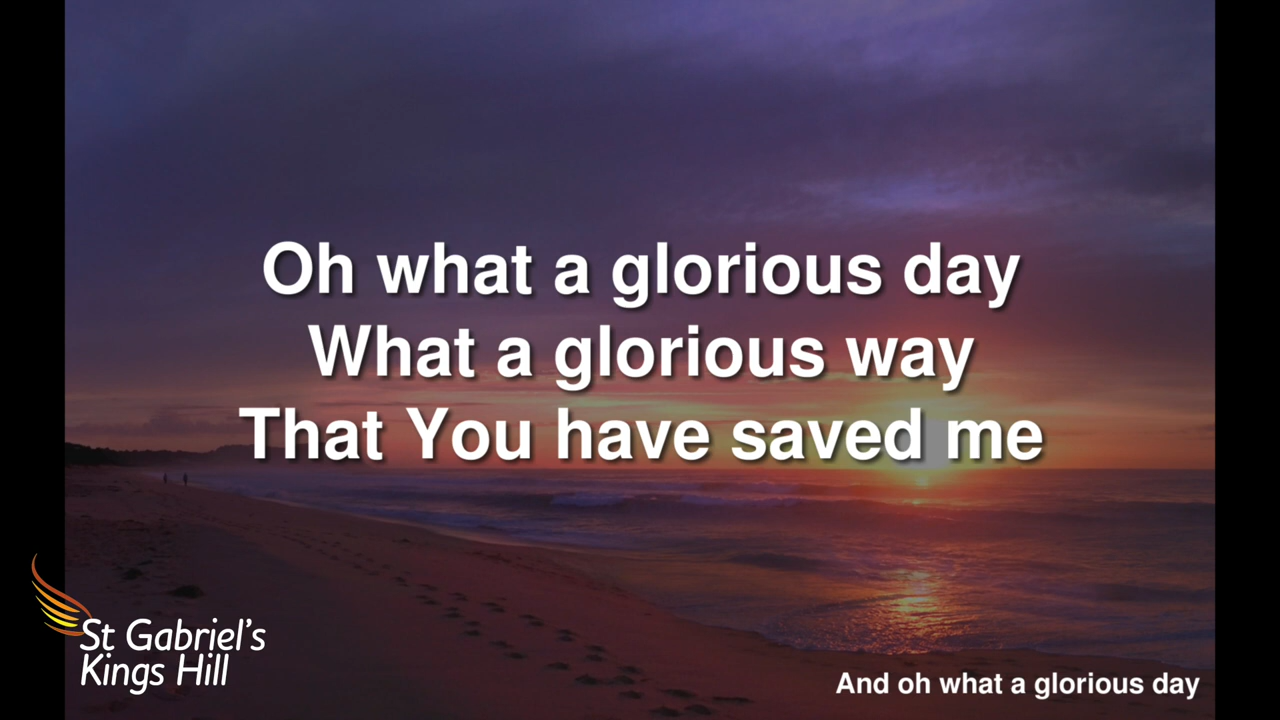 Oh what a glorious day
What a glorious way
That You have saved me
St Gabriel's
Kings Hill
And oh what a glorious day